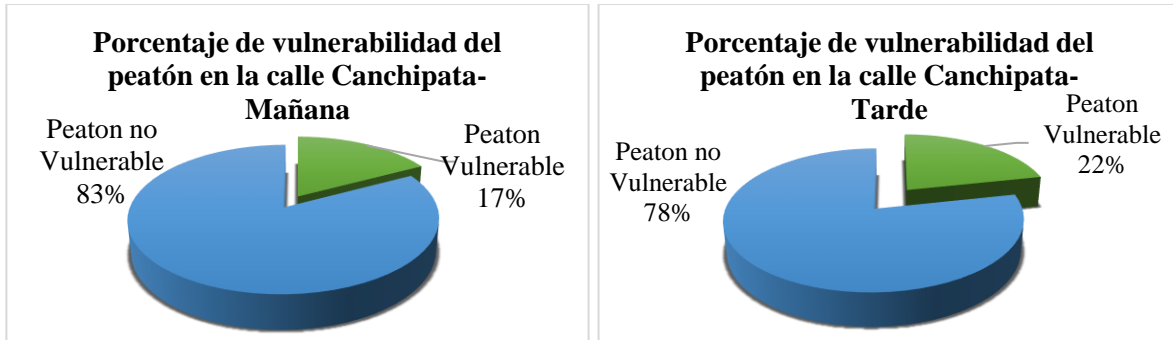 Porcentaje de vulnerabilidad del
peatón en la calle Canchipata-
Mañana
Peaton no
Vulnerable
83%
Peaton
Vulnerable
17%
Porcentaje de vulnerabilidad del
peatón en la calle Canchipata-
Tarde
Peaton no
Vulnerable
78%
Peaton
Vulnerable
22%